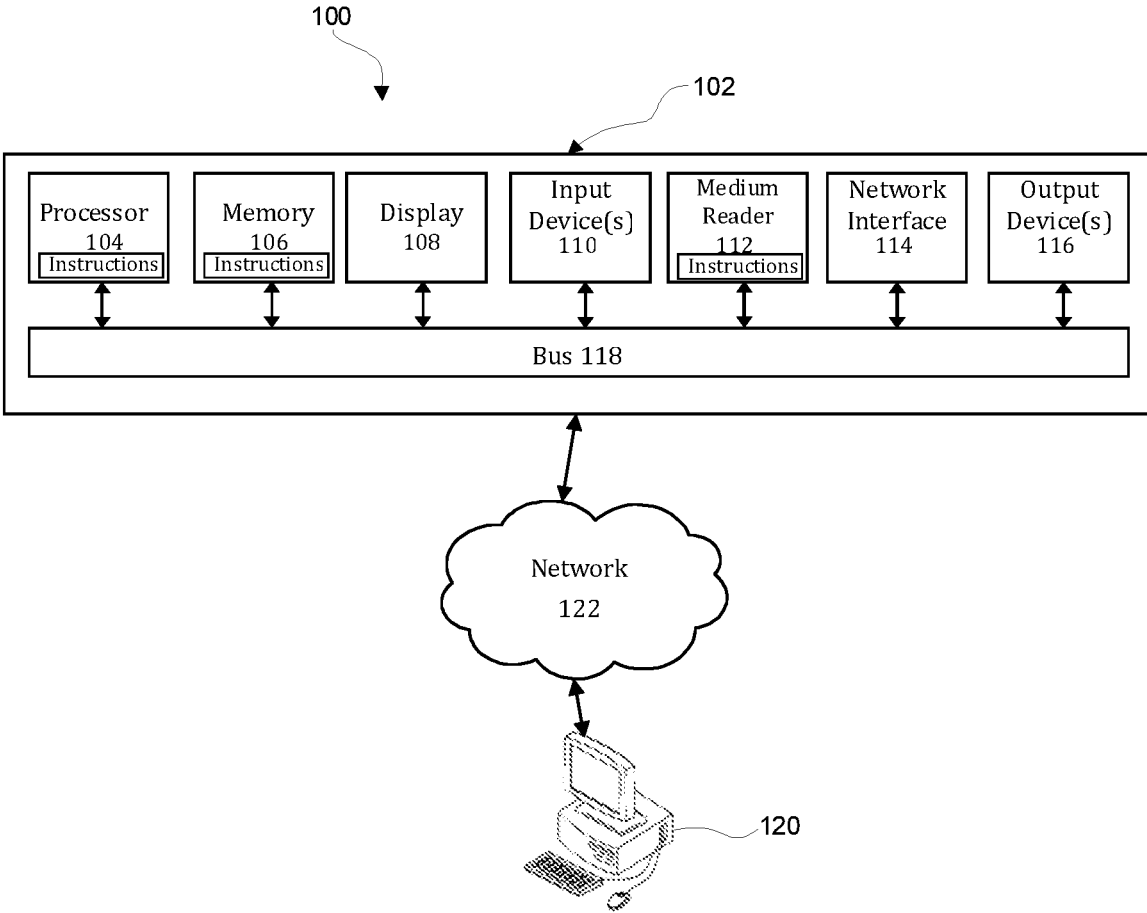 100
102
Processor
104
Instructions
Memory
106
Instructions
Display
108
Input
Device(s)
110
Medium
Reader
112
Instructions
Network
Interface
114
Output
Device(s)
116
Bus 118
Network
122
120